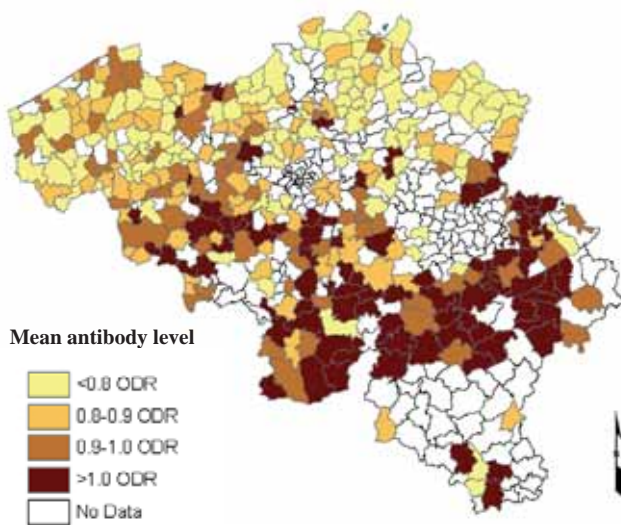 Mean antibody level
<0.8 ODR
0.8-0.9 ODR
0.9-1.0 ODR
>1.0 ODR
No Data